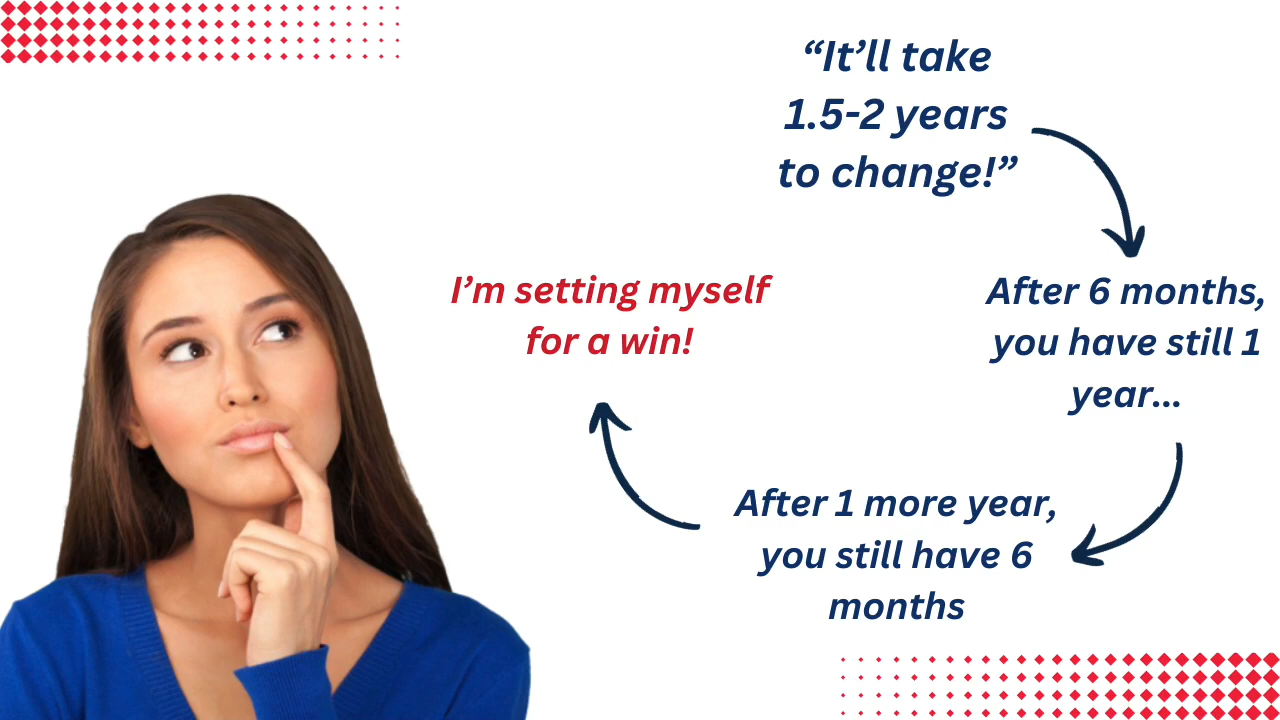 “It’ll take
1.5-2 years
to change!”
After 6 months,
you have still 1
year...
After 1 more year,
you still have 6
months
I’m setting myself
for a win!